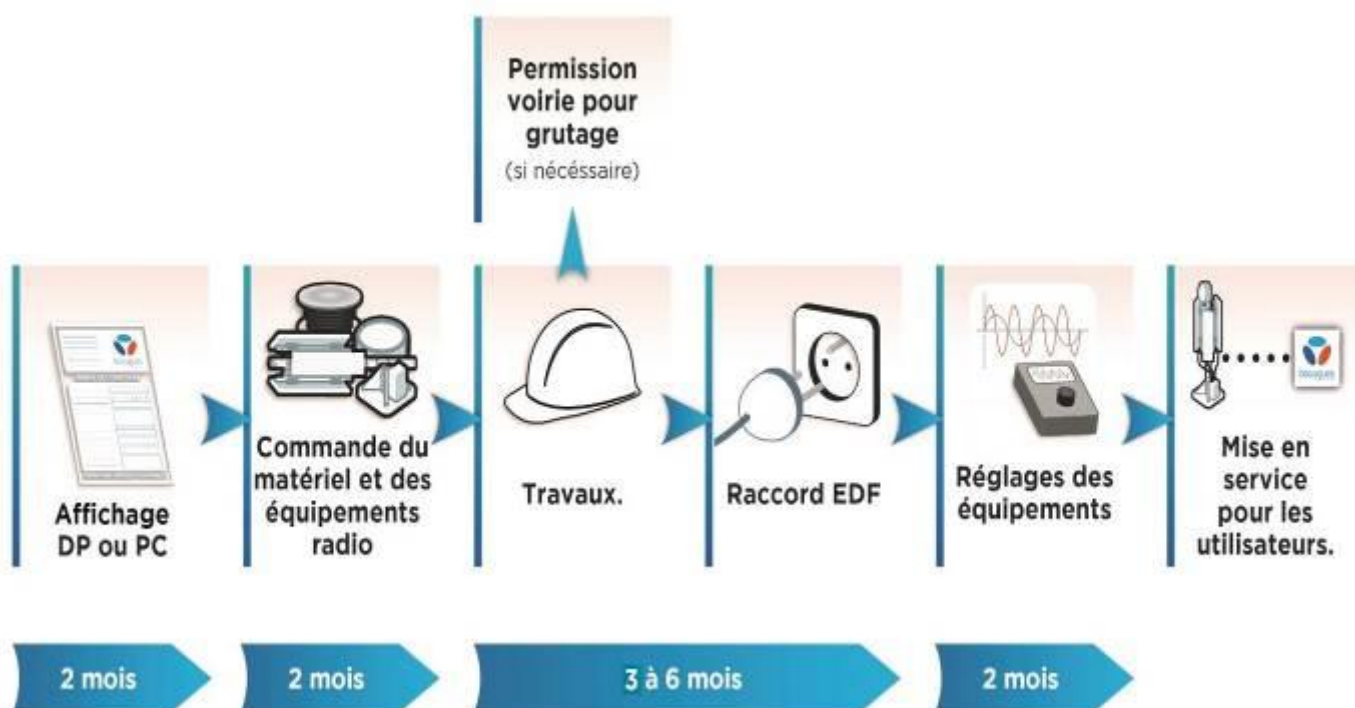 Permission
voirie pour
grutage
(si nécéssaire)
Affichage
DP ou PC
Commande du
matériel et des
équipements
radio
Travaux.
Raccord EDF
Réglages des
équipements
Mise en
service
pour les
utilisateurs.
2 mois
2 mois
3 à 6 mois
2 mois